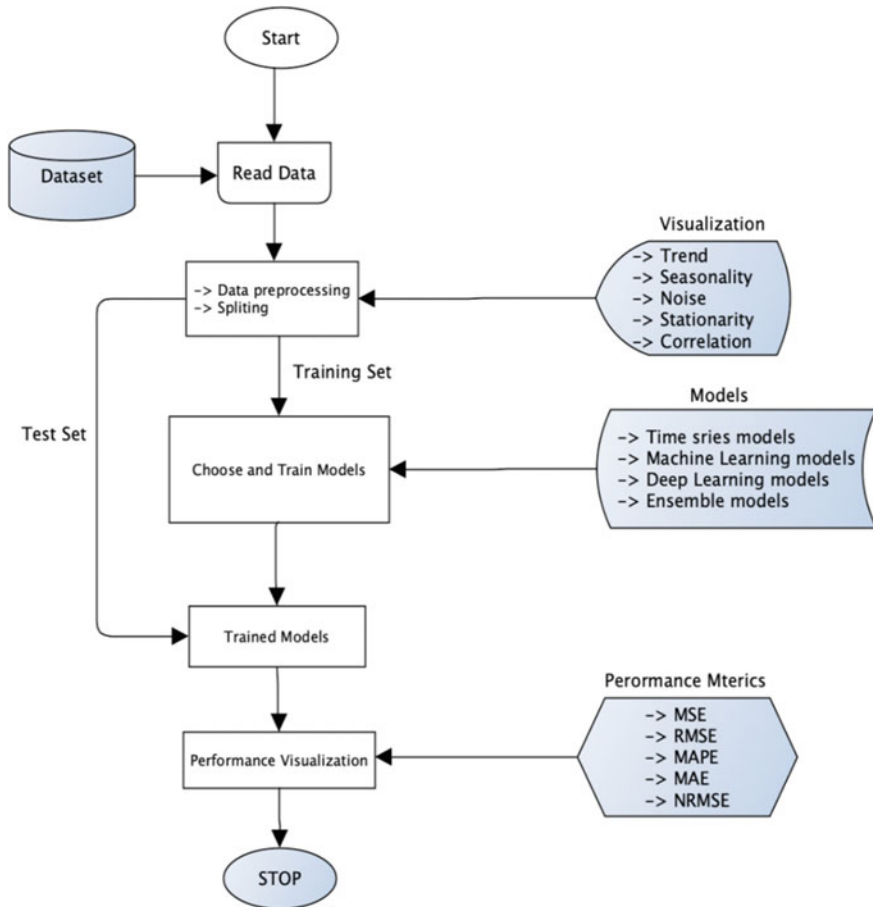 Start
Dataset
Read Data
Visualization
-> Trend
-> Seasonality
-> Noise
-> Stationarity
-> Correlation
-> Data preprocessing
-> Spliting
Training Set
Test Set
Models
-> Time sries models
-> Machine Learning models
-> Deep Learning models
-> Ensemble models
Choose and Train Models
Trained Models
Perormance Mterics
-> MSE
-> RMSE
-> MAPE
-> MAE
-> NRMSE
Performance Visualization
STOP